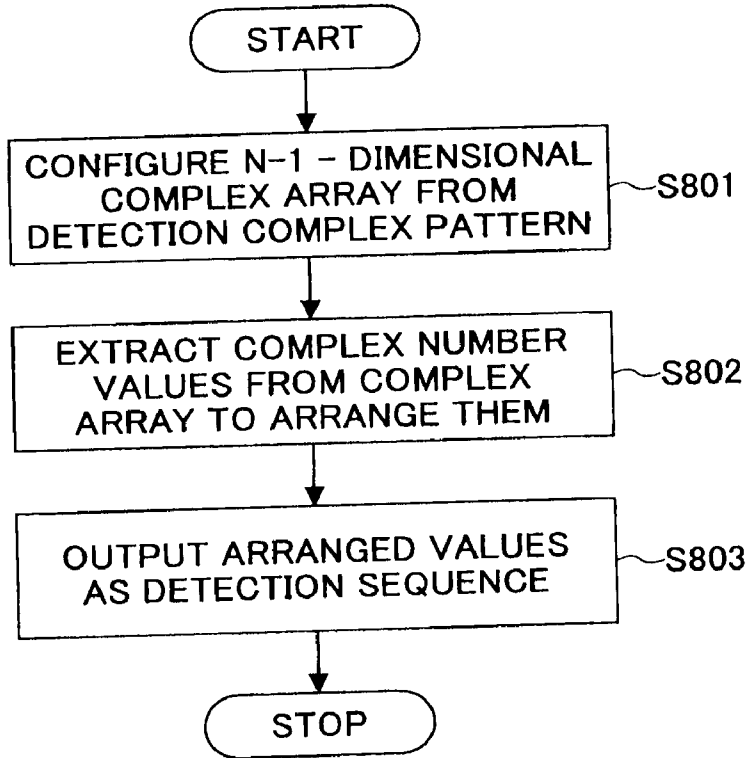 START
CONFIGURE N-1 - DIMENSIONAL
COMPLEX ARRAY FROM
DETECTION COMPLEX PATTERN
S801
EXTRACT COMPLEX NUMBER
VALUES FROM COMPLEX
ARRAY TO ARRANGE THEM
S802
OUTPUT ARRANGED VALUES
AS DETECTION SEQUENCE
S803
STOP